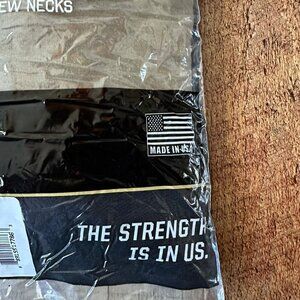 EW NECKS
MADE IN USA
THE STRENGTH
IS IN US.